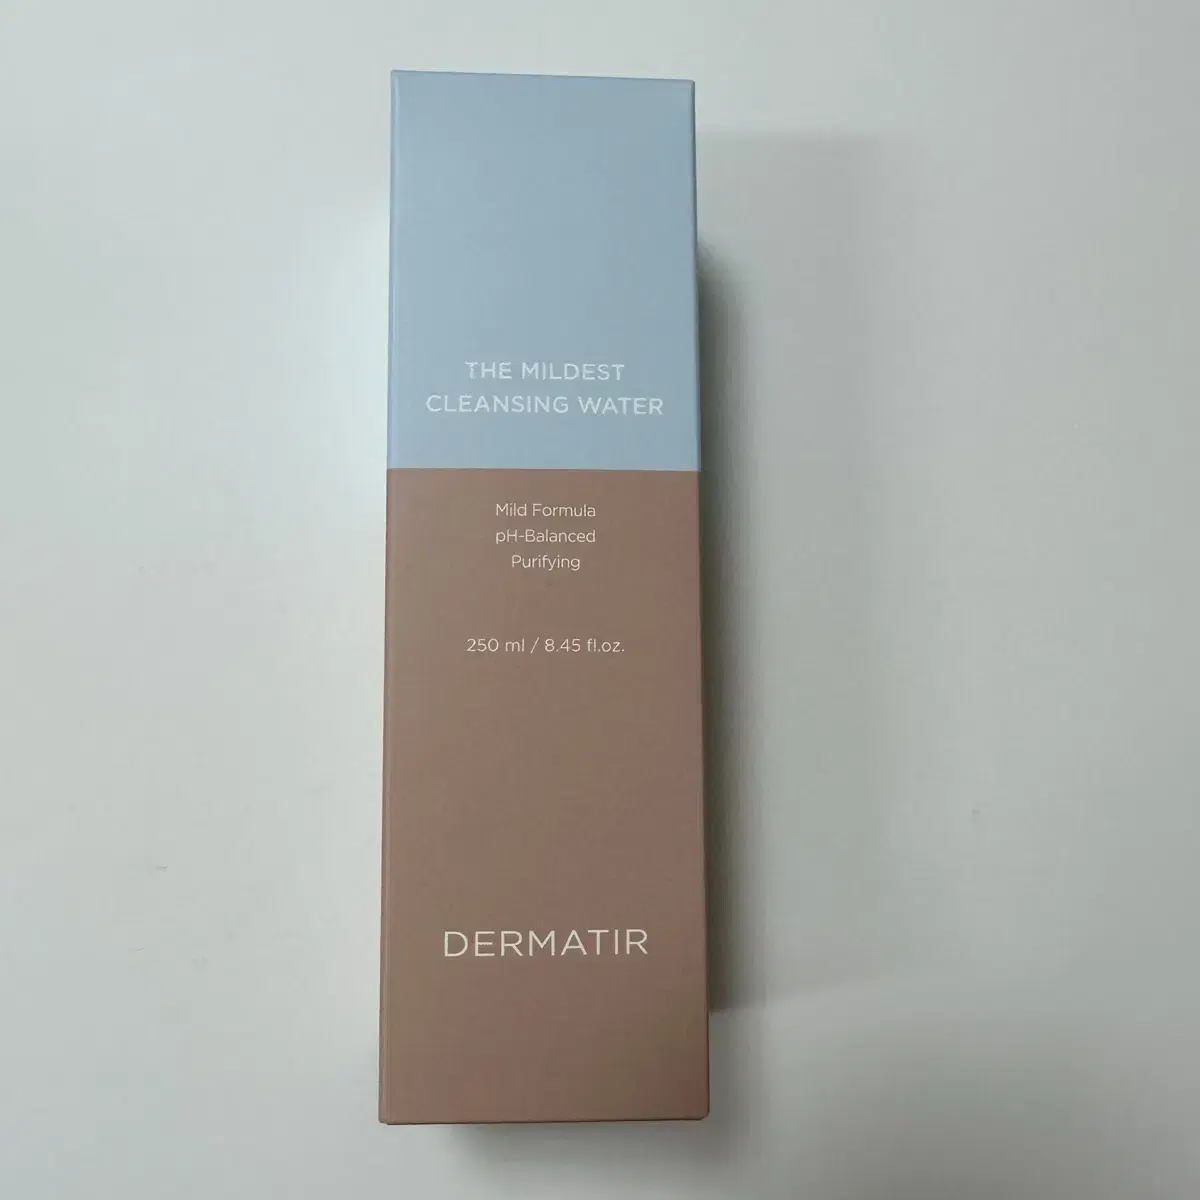 THE MILDEST
CLEANSING WATER
Mild Formula
pH-Balanced
Purifying
250 ml / 8.45 fl.oz.
DERMATIR